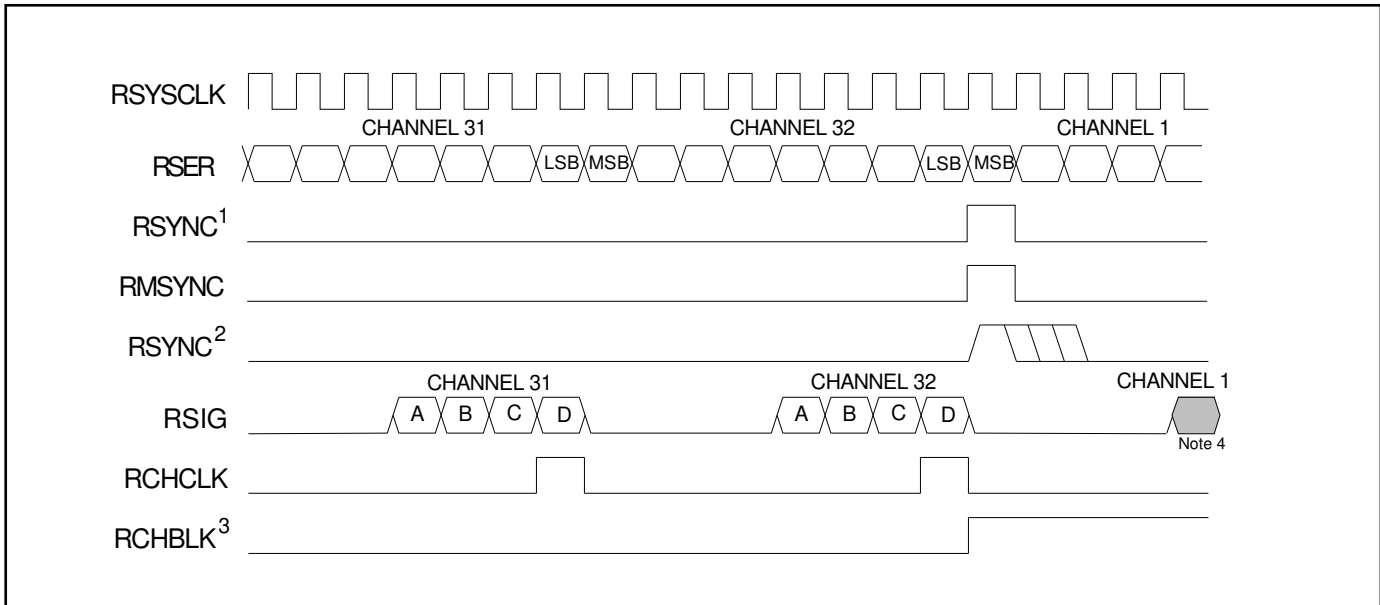 RSYSCLK
CHANNEL 31 CHANNEL 32 CHANNEL 1
RSER LSB MSB LSB MSB
RSYNC¹
RMSYNC
RSYNC²
CHANNEL 31 CHANNEL 32 CHANNEL 1
RSIG A B C D A B C D
Note 4
RCHCLK
RCHBLK³